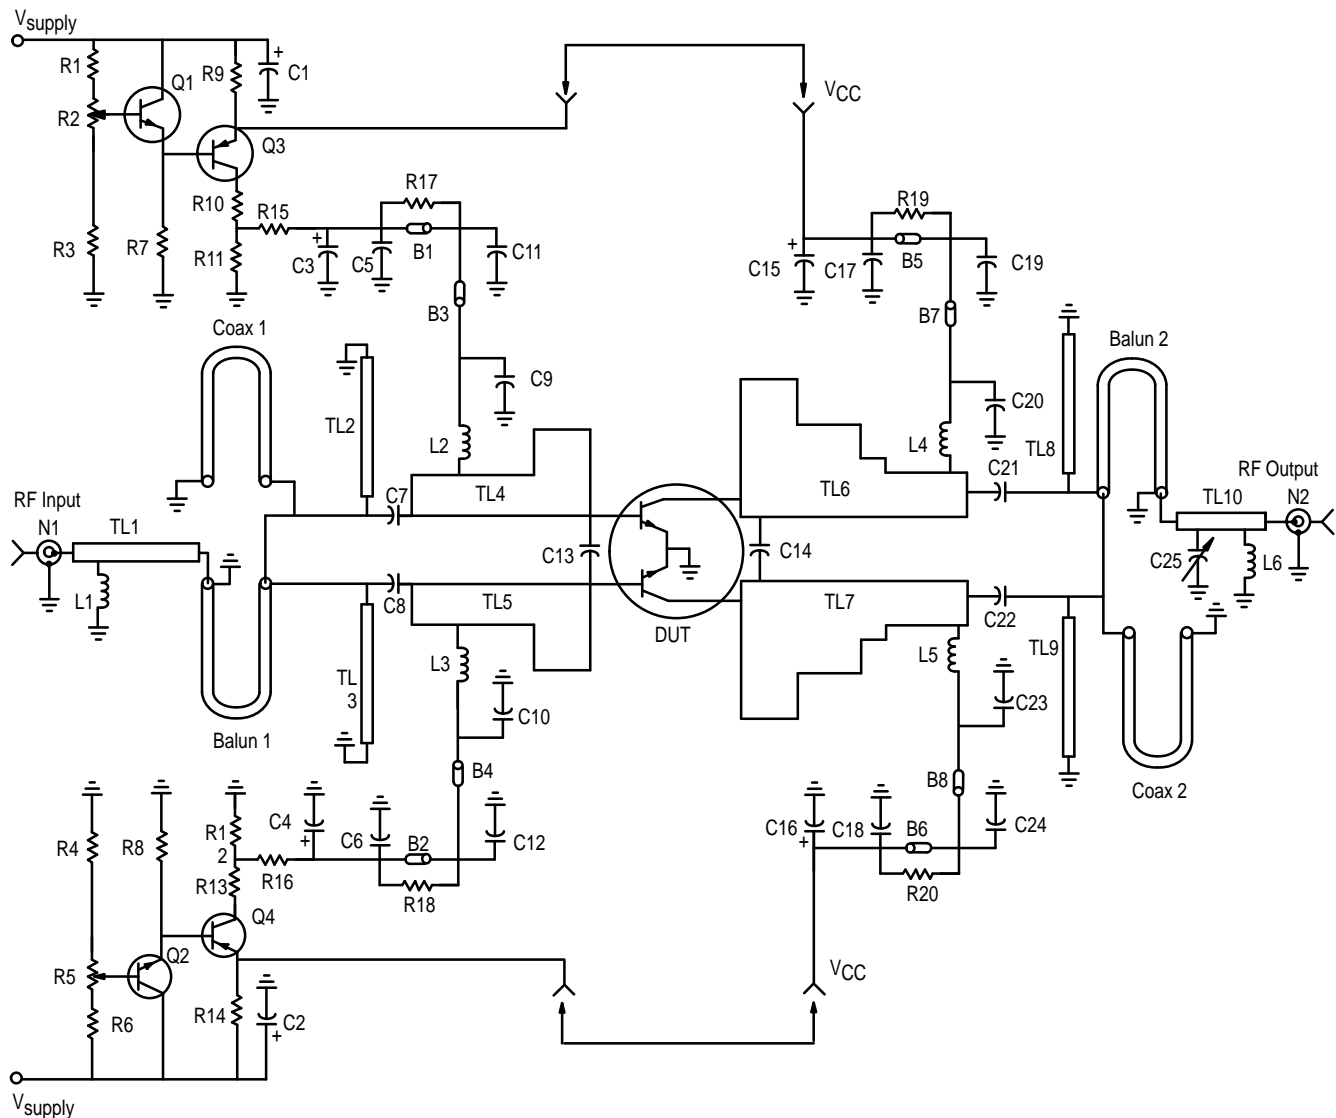 Vsupply
R1
Q1
R9
+
C1
R2
Q3
VCC
R10
R17
R19
R15
R3
R7
R11
+
C3
C5
B1
C11
+
C15
C17
B5
C19
B3
B7
Coax 1
Balun 2
C9
C20
TL2
L2
L4
TL8
C21
RF Input
N1
TL1
C7
TL4
TL6
RF Output
TL10
N2
C13
C14
C25
L6
L1
C8
TL5
TL7
C22
DUT
L3
L5
TL9
TL
3
C10
C23
Balun 1
B4
B8
Coax 2
R4
R8
R1
2
C4
+
C6
B2
C12
C16
+
C18
B6
C24
R16
R13
R18
R20
Q4
Q2
R5
VCC
R6
R14
C2
+
Vsupply